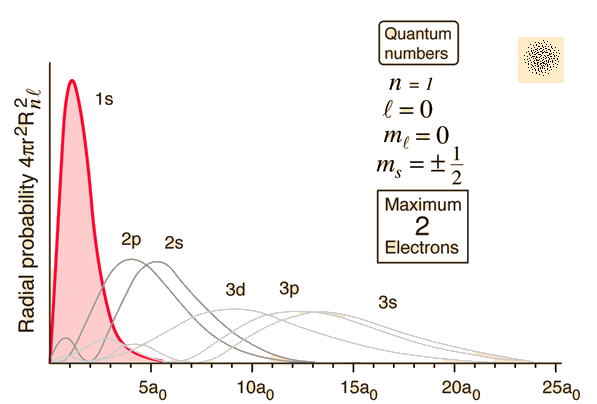 Quantum
numbers
n = 1
ℓ = 0
mℓ = 0
ms = ± 1/2
Maximum
2
Electrons
Radial probability 4πr²R²nℓ
1s
2p
2s
3d
3p
3s
5a₀
10a₀
15a₀
20a₀
25a₀